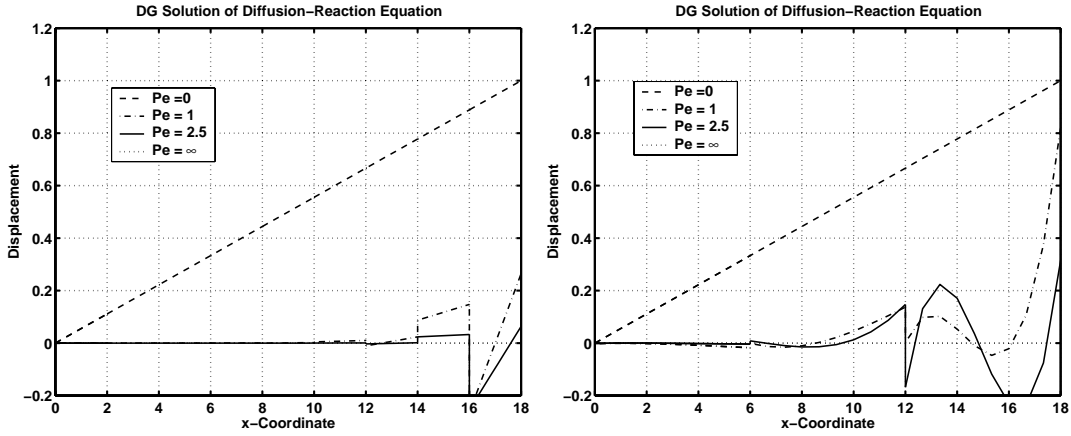 DG Solution of Diffusion−Reaction Equation
1.2
1
0.8
0.6
0.4
0.2
0
−0.2
Displacement
Pe =0
Pe = 1
Pe = 2.5
Pe = ∞
0 2 4 6 8 10 12 14 16 18
x−Coordinate
DG Solution of Diffusion−Reaction Equation
1.2
1
0.8
0.6
0.4
0.2
0
−0.2
Displacement
Pe =0
Pe = 1
Pe = 2.5
Pe = ∞
0 2 4 6 8 10 12 14 16 18
x−Coordinate